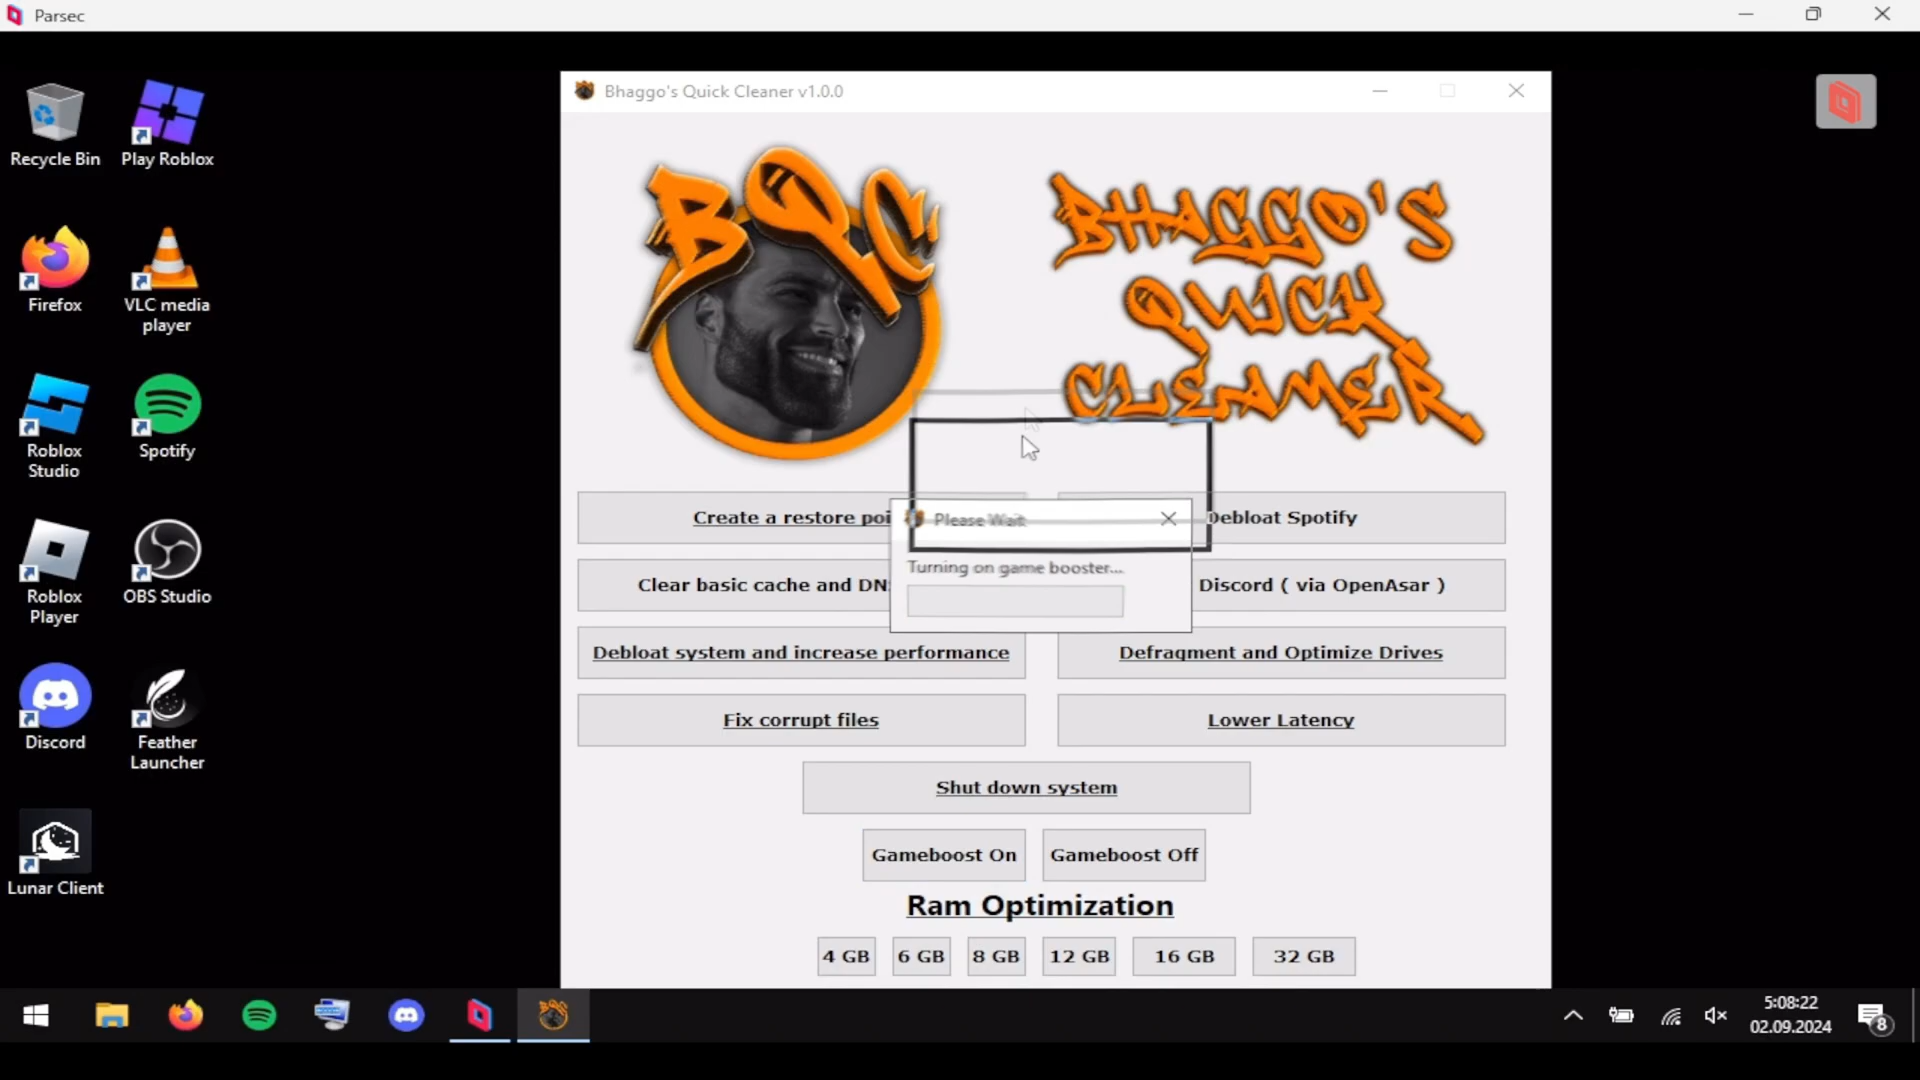 Parsec
Recycle Bin
Play Roblox
Firefox
VLC media
player
Roblox
Studio
Spotify
Roblox
Player
OBS Studio
Discord
Feather
Launcher
Lunar Client
Bhaggo's Quick Cleaner v1.0.0
BQC
BHAGGO'S
QUICK
CLEANER
Create a restore poi
Debloat Spotify
Please Wait
Turning on game booster...
Clear basic cache and DN
Discord ( via OpenAsar )
Debloat system and increase performance
Defragment and Optimize Drives
Fix corrupt files
Lower Latency
Shut down system
Gameboost On
Gameboost Off
Ram Optimization
4 GB
6 GB
8 GB
12 GB
16 GB
32 GB
5:08:22
02.09.2024
8